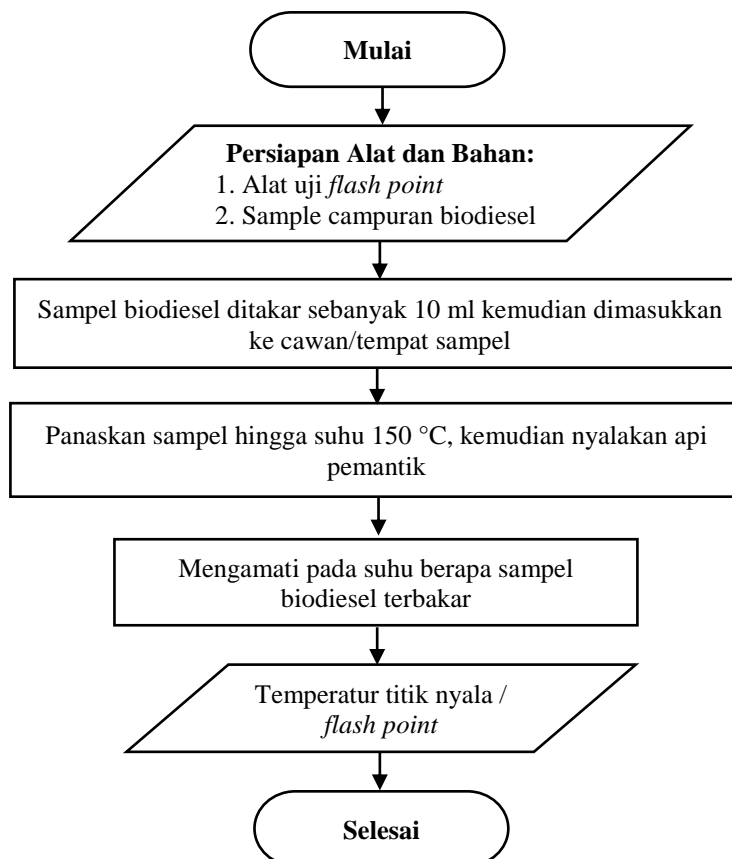 Mulai
Persiapan Alat dan Bahan:
1. Alat uji flash point
2. Sample campuran biodiesel
Sampel biodiesel ditakar sebanyak 10 ml kemudian dimasukkan
ke cawan/tempat sampel
Panaskan sampel hingga suhu 150 °C, kemudian nyalakan api
pemantik
Mengamati pada suhu berapa sampel
biodiesel terbakar
Temperatur titik nyala /
flash point
Selesai